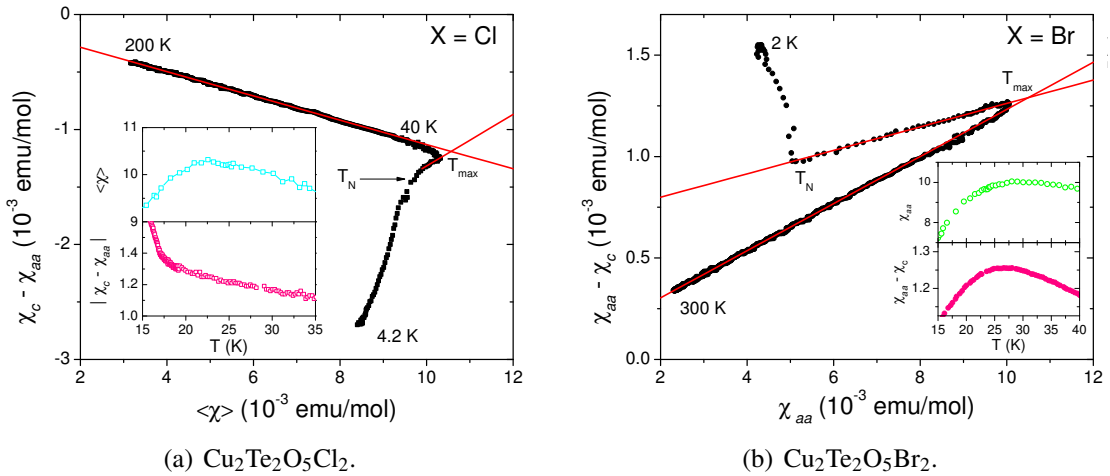 X = Cl
200 K
40 K
T_max
T_N
4.2 K
0
-1
-2
-3
2 4 6 8 10 12
χ_c - χ_aa (10^-3 emu/mol)
<χ> (10^-3 emu/mol)
11
10
9
<χ>
1.4
1.2
1.0
| χ_c - χ_aa |
15 20 25 30 35
T (K)
(a) Cu₂Te₂O₅Cl₂.
X = Br
2 K
T_max
T_N
300 K
1.5
1.0
0.5
0.0
2 4 6 8 10 12
χ_aa - χ_c (10^-3 emu/mol)
χ_aa (10^-3 emu/mol)
10
8
χ_aa
1.3
1.2
χ_aa - χ_c
15 20 25 30 35 40
T (K)
(b) Cu₂Te₂O₅Br₂.